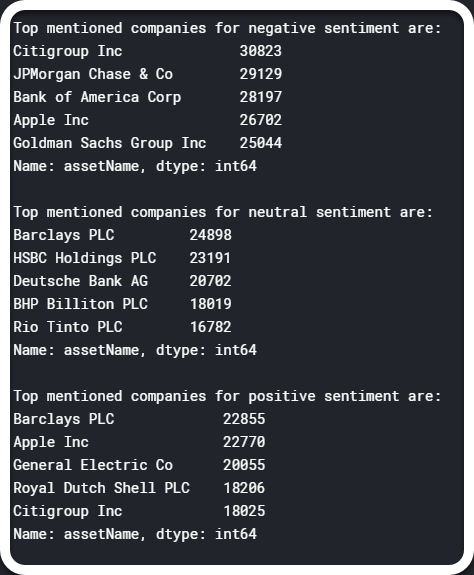 Top mentioned companies for negative sentiment are:
Citigroup Inc              30823
JPMorgan Chase & Co        29129
Bank of America Corp       28197
Apple Inc                  26702
Goldman Sachs Group Inc    25044
Name: assetName, dtype: int64

Top mentioned companies for neutral sentiment are:
Barclays PLC         24898
HSBC Holdings PLC    23191
Deutsche Bank AG     20702
BHP Billiton PLC     18019
Rio Tinto PLC        16782
Name: assetName, dtype: int64

Top mentioned companies for positive sentiment are:
Barclays PLC             22855
Apple Inc                22770
General Electric Co      20055
Royal Dutch Shell PLC    18206
Citigroup Inc            18025
Name: assetName, dtype: int64